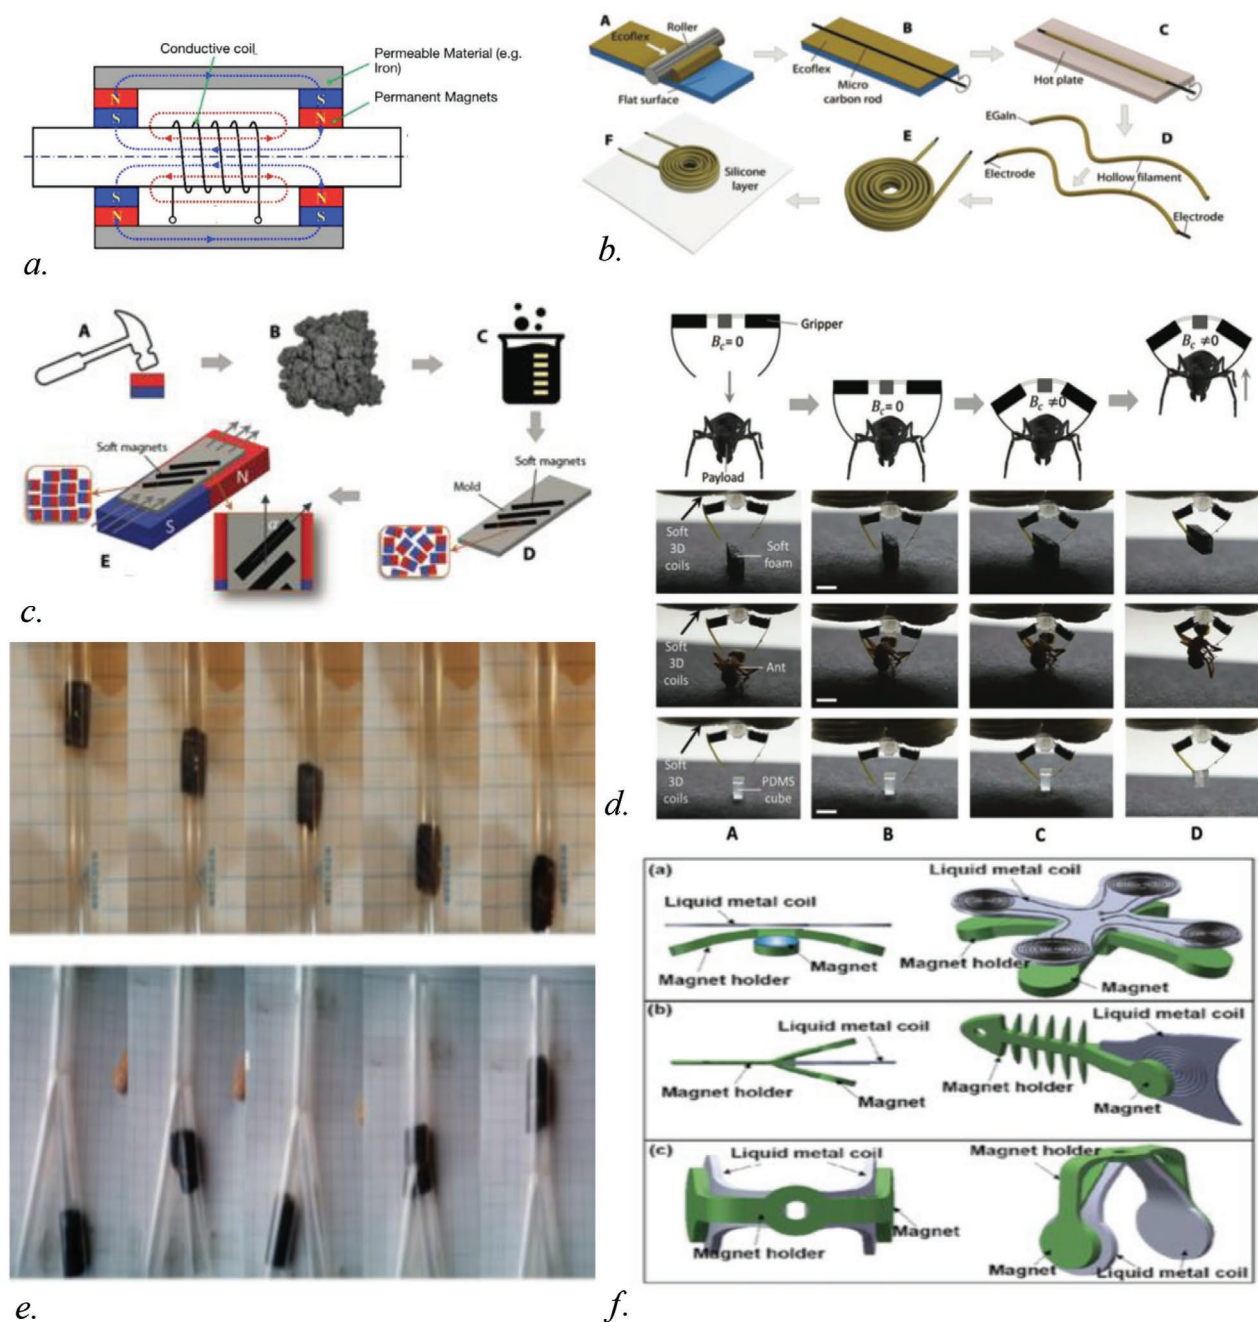 Conductive coil
Permeable Material (e.g.
Iron)
Permanent Magnets
N
S
S
N
S
N
N
S
a.
A
Roller
Ecoflex
Flat surface
B
Ecoflex
Micro
carbon rod
C
Hot plate
EGaIn
D
Electrode
Hollow filament
Electrode
E
F
Silicone
layer
b.
A
B
C
Soft magnets
N
S
E
α
Soft magnets
Mold
D
c.
Gripper
B_c = 0
Payload
B_c = 0
B_c ≠ 0
B_c ≠ 0
Soft
3D
coils
Soft
foam
Soft
3D
coils
Ant
Soft
3D
coils
PDMS
cube
A
B
C
D
d.
e.
(a)
Liquid metal coil
Liquid metal coil
Magnet
Magnet holder
Magnet holder
Magnet
(b)
Liquid metal coil
Liquid metal coil
Magnet holder
Magnet
Magnet holder
Magnet
(c)
Liquid metal coil
Magnet
Magnet holder
Magnet holder
Magnet
Liquid metal coil
f.